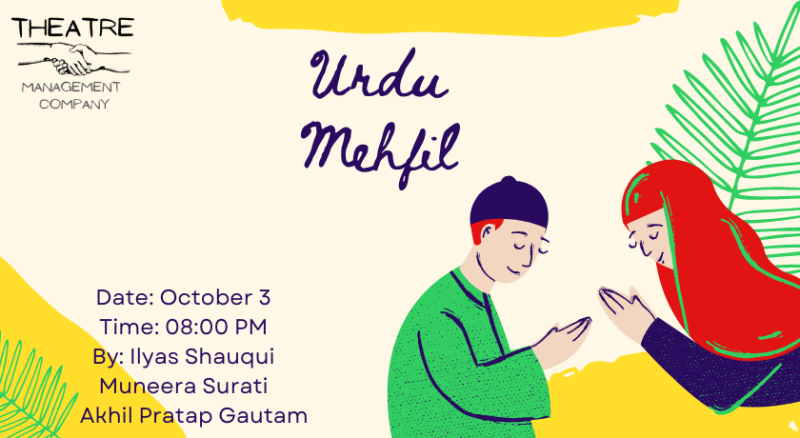 THEATRE
MANAGEMENT
COMPANY
Urdu
Mehfil
Date: October 3
Time: 08:00 PM
By: Ilyas Shauqui
Muneera Surati
Akhil Pratap Gautam